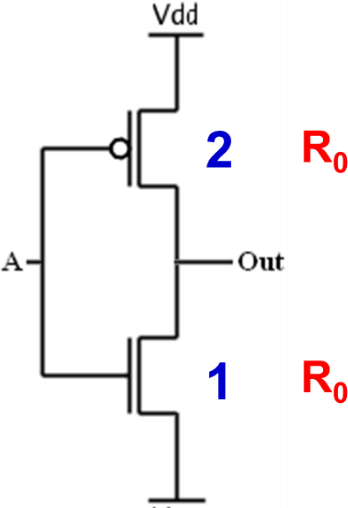 Vdd
2 R₀
A Out
1 R₀